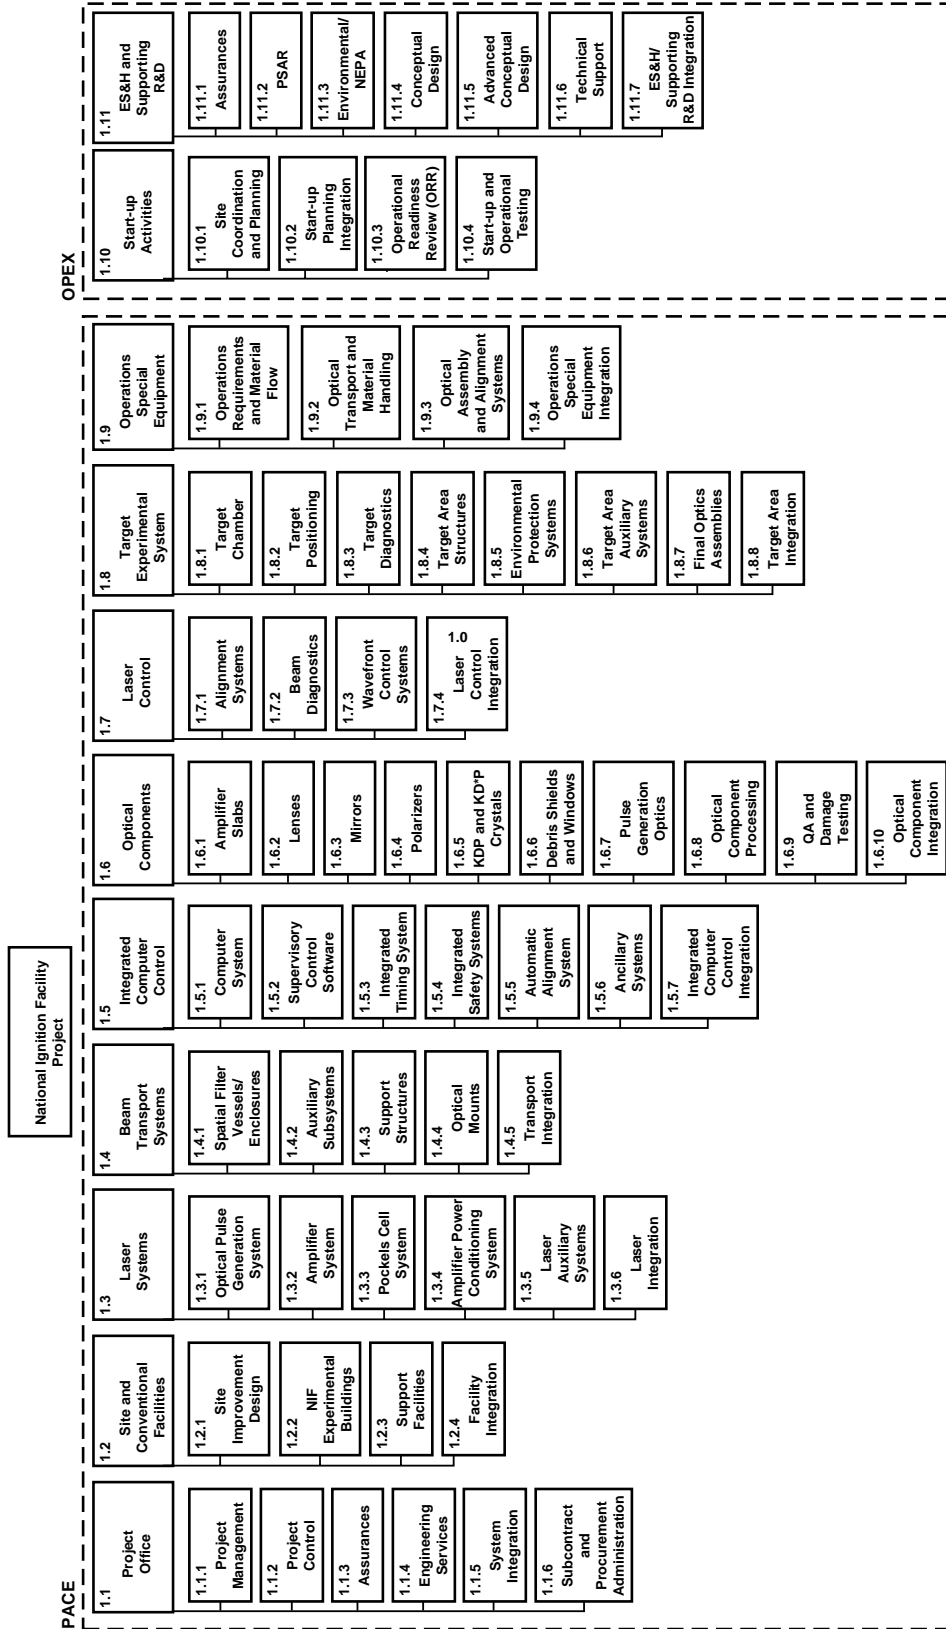 National Ignition Facility
Project
PACE
1.1
Project
Office
1.1.1
Project
Management
1.1.2
Project
Control
1.1.3
Assurances
1.1.4
Engineering
Services
1.1.5
System
Integration
1.1.6
Subcontract
and
Procurement
Administration
1.2
Site and
Conventional
Facilities
1.2.1
Site
Improvement
Design
1.2.2
NIF
Experimental
Buildings
1.2.3
Support
Facilities
1.2.4
Facility
Integration
1.3
Laser
Systems
1.3.1
Optical Pulse
Generation
System
1.3.2
Amplifier
System
1.3.3
Pockels Cell
System
1.3.4
Amplifier Power
Conditioning
System
1.3.5
Laser
Auxiliary
Systems
1.3.6
Laser
Integration
1.4
Beam
Transport
Systems
1.4.1
Spatial Filter
Vessels/
Enclosures
1.4.2
Auxiliary
Subsystems
1.4.3
Support
Structures
1.4.4
Optical
Mounts
1.4.5
Transport
Integration
1.5
Integrated
Computer
Control
1.5.1
Computer
System
1.5.2
Supervisory
Control
Software
1.5.3
Integrated
Timing System
1.5.4
Integrated
Safety Systems
1.5.5
Automatic
Alignment
System
1.5.6
Ancillary
Systems
1.5.7
Integrated
Computer
Control
Integration
1.6
Optical
Components
1.6.1
Amplifier
Slabs
1.6.2
Lenses
1.6.3
Mirrors
1.6.4
Polarizers
1.6.5
KDP and KD*P
Crystals
1.6.6
Debris Shields
and Windows
1.6.7
Pulse
Generation
Optics
1.6.8
Optical
Component
Processing
1.6.9
QA and
Damage
Testing
1.6.10
Optical
Component
Integration
1.7
Laser
Control
1.7.1
Alignment
Systems
1.7.2
Beam
Diagnostics
1.7.3
Wavefront
Control
Systems
1.7.4
1.0
Laser
Control
Integration
1.8
Target
Experimental
System
1.8.1
Target
Chamber
1.8.2
Target
Positioning
1.8.3
Target
Diagnostics
1.8.4
Target Area
Structures
1.8.5
Environmental
Protection
Systems
1.8.6
Target Area
Auxiliary
Systems
1.8.7
Final Optics
Assemblies
1.8.8
Target Area
Integration
1.9
Operations
Special
Equipment
1.9.1
Operations
Requirements
and Material
Flow
1.9.2
Optical
Transport and
Material
Handling
1.9.3
Optical
Assembly
and Alignment
Systems
1.9.4
Operations
Special
Equipment
Integration
OPEX
1.10
Start-up
Activities
1.10.1
Site
Coordination
and Planning
1.10.2
Start-up
Planning
Integration
1.10.3
Operational
Readiness
Review (ORR)
1.10.4
Start-up and
Operational
Testing
1.11
ES&H and
Supporting
R&D
1.11.1
Assurances
1.11.2
PSAR
1.11.3
Environmental/
NEPA
1.11.4
Conceptual
Design
1.11.5
Advanced
Conceptual
Design
1.11.6
Technical
Support
1.11.7
ES&H/
Supporting
R&D Integration